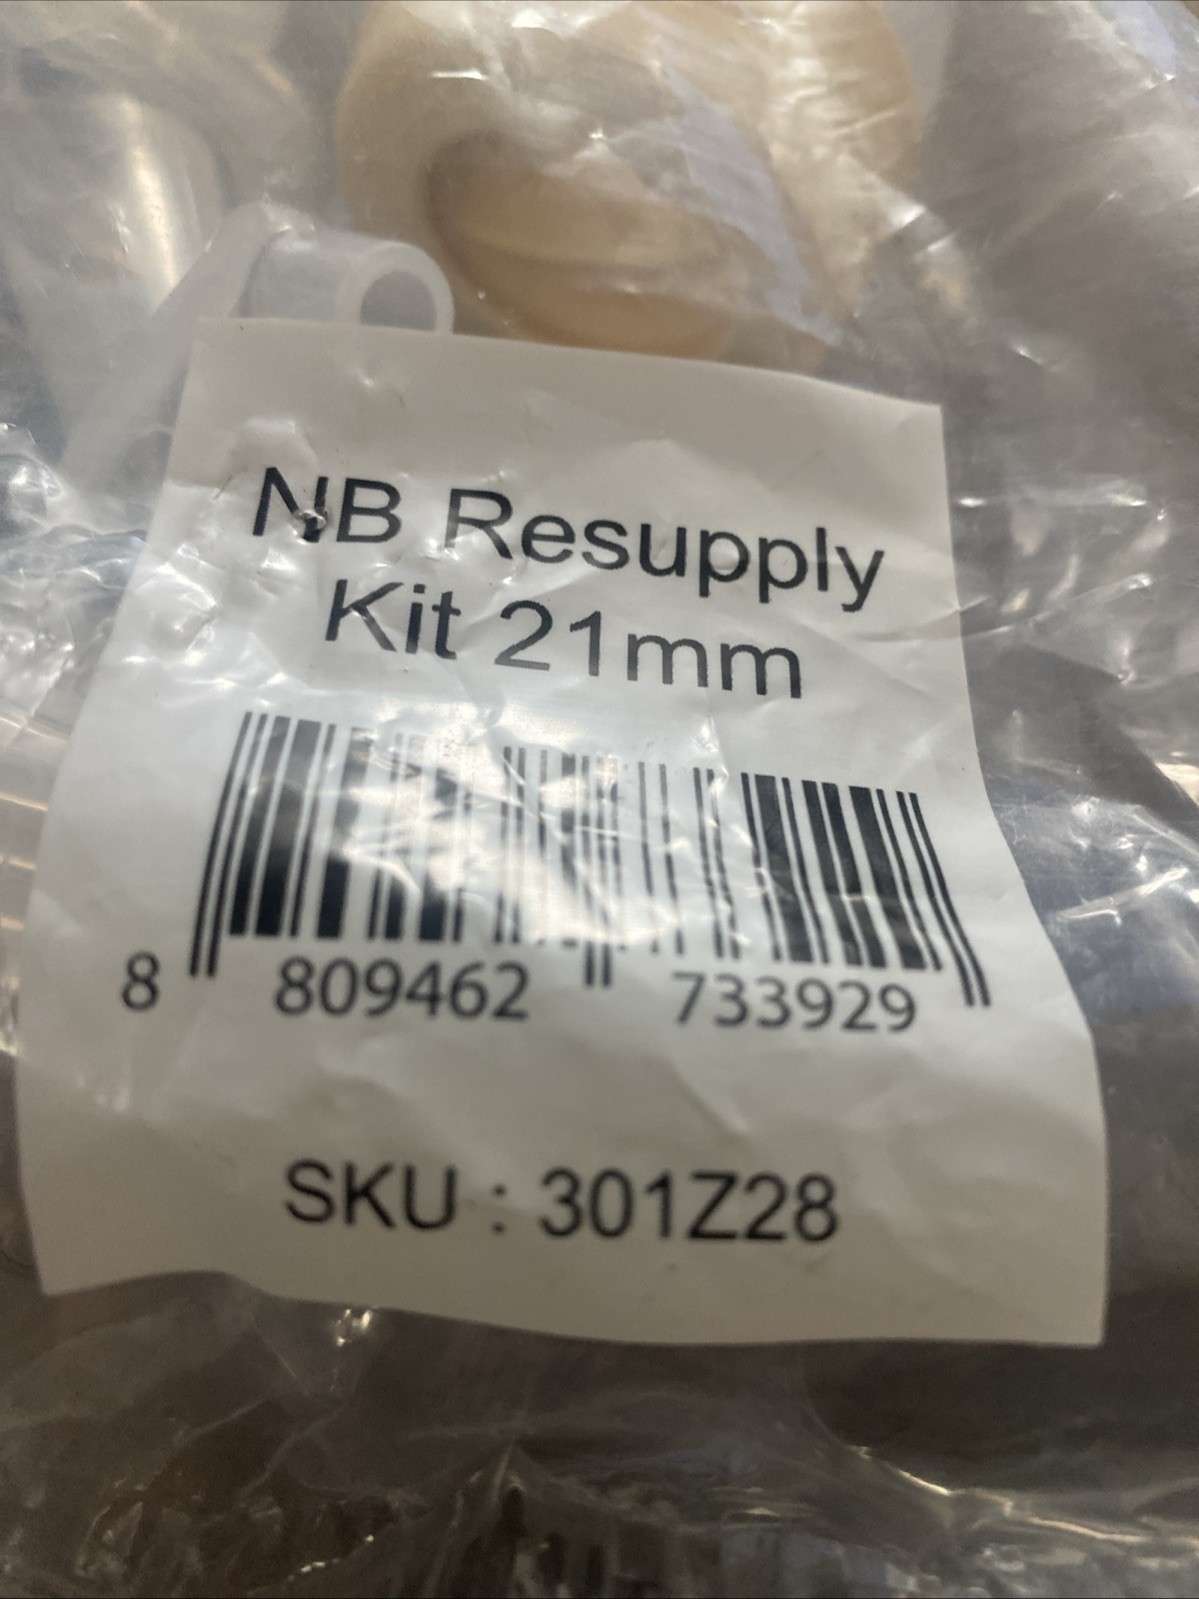 NB Resupply
Kit 21mm
8 809462 733929
SKU : 301Z28